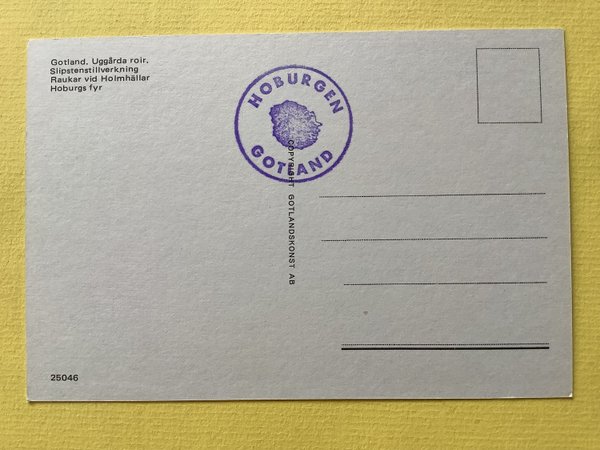 Gotland. Uggårda roir.
Slipstenstillverkning
Raukar vid Holmhällar
Hoburgs fyr
HOBURGEN
GOTLAND
COPYRIGHT GOTLANDSKONST AB
25046